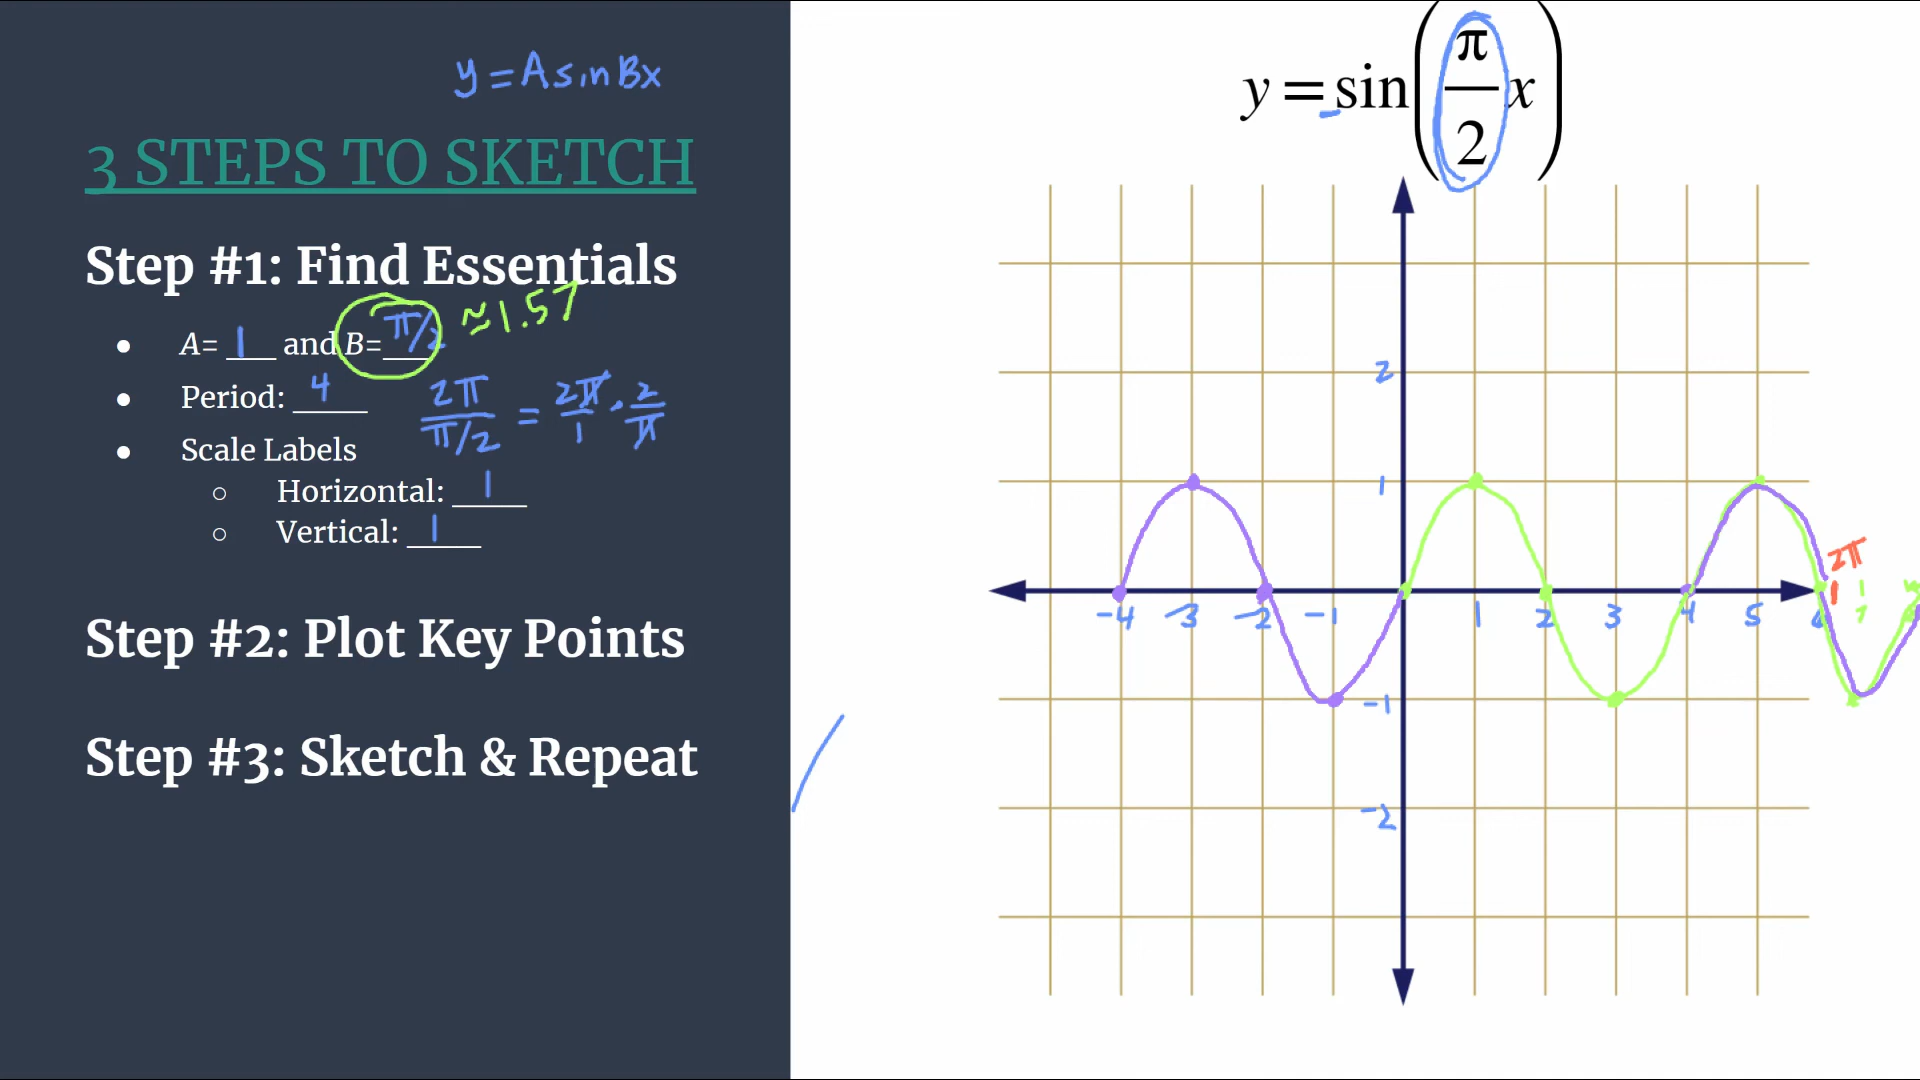 y = A sin Bx
3 STEPS TO SKETCH
Step #1: Find Essentials
● A= 1 and B= π/2 ≈1.57
● Period: 4 2π/(π/2) = 2π/1 · 2/π
● Scale Labels
○ Horizontal: 1
○ Vertical: 1
Step #2: Plot Key Points
Step #3: Sketch & Repeat
y = sin(π/2 x)
2
1
2π
-4 -3 -2 -1 1 2 3 4 5 6 7
-1
-2